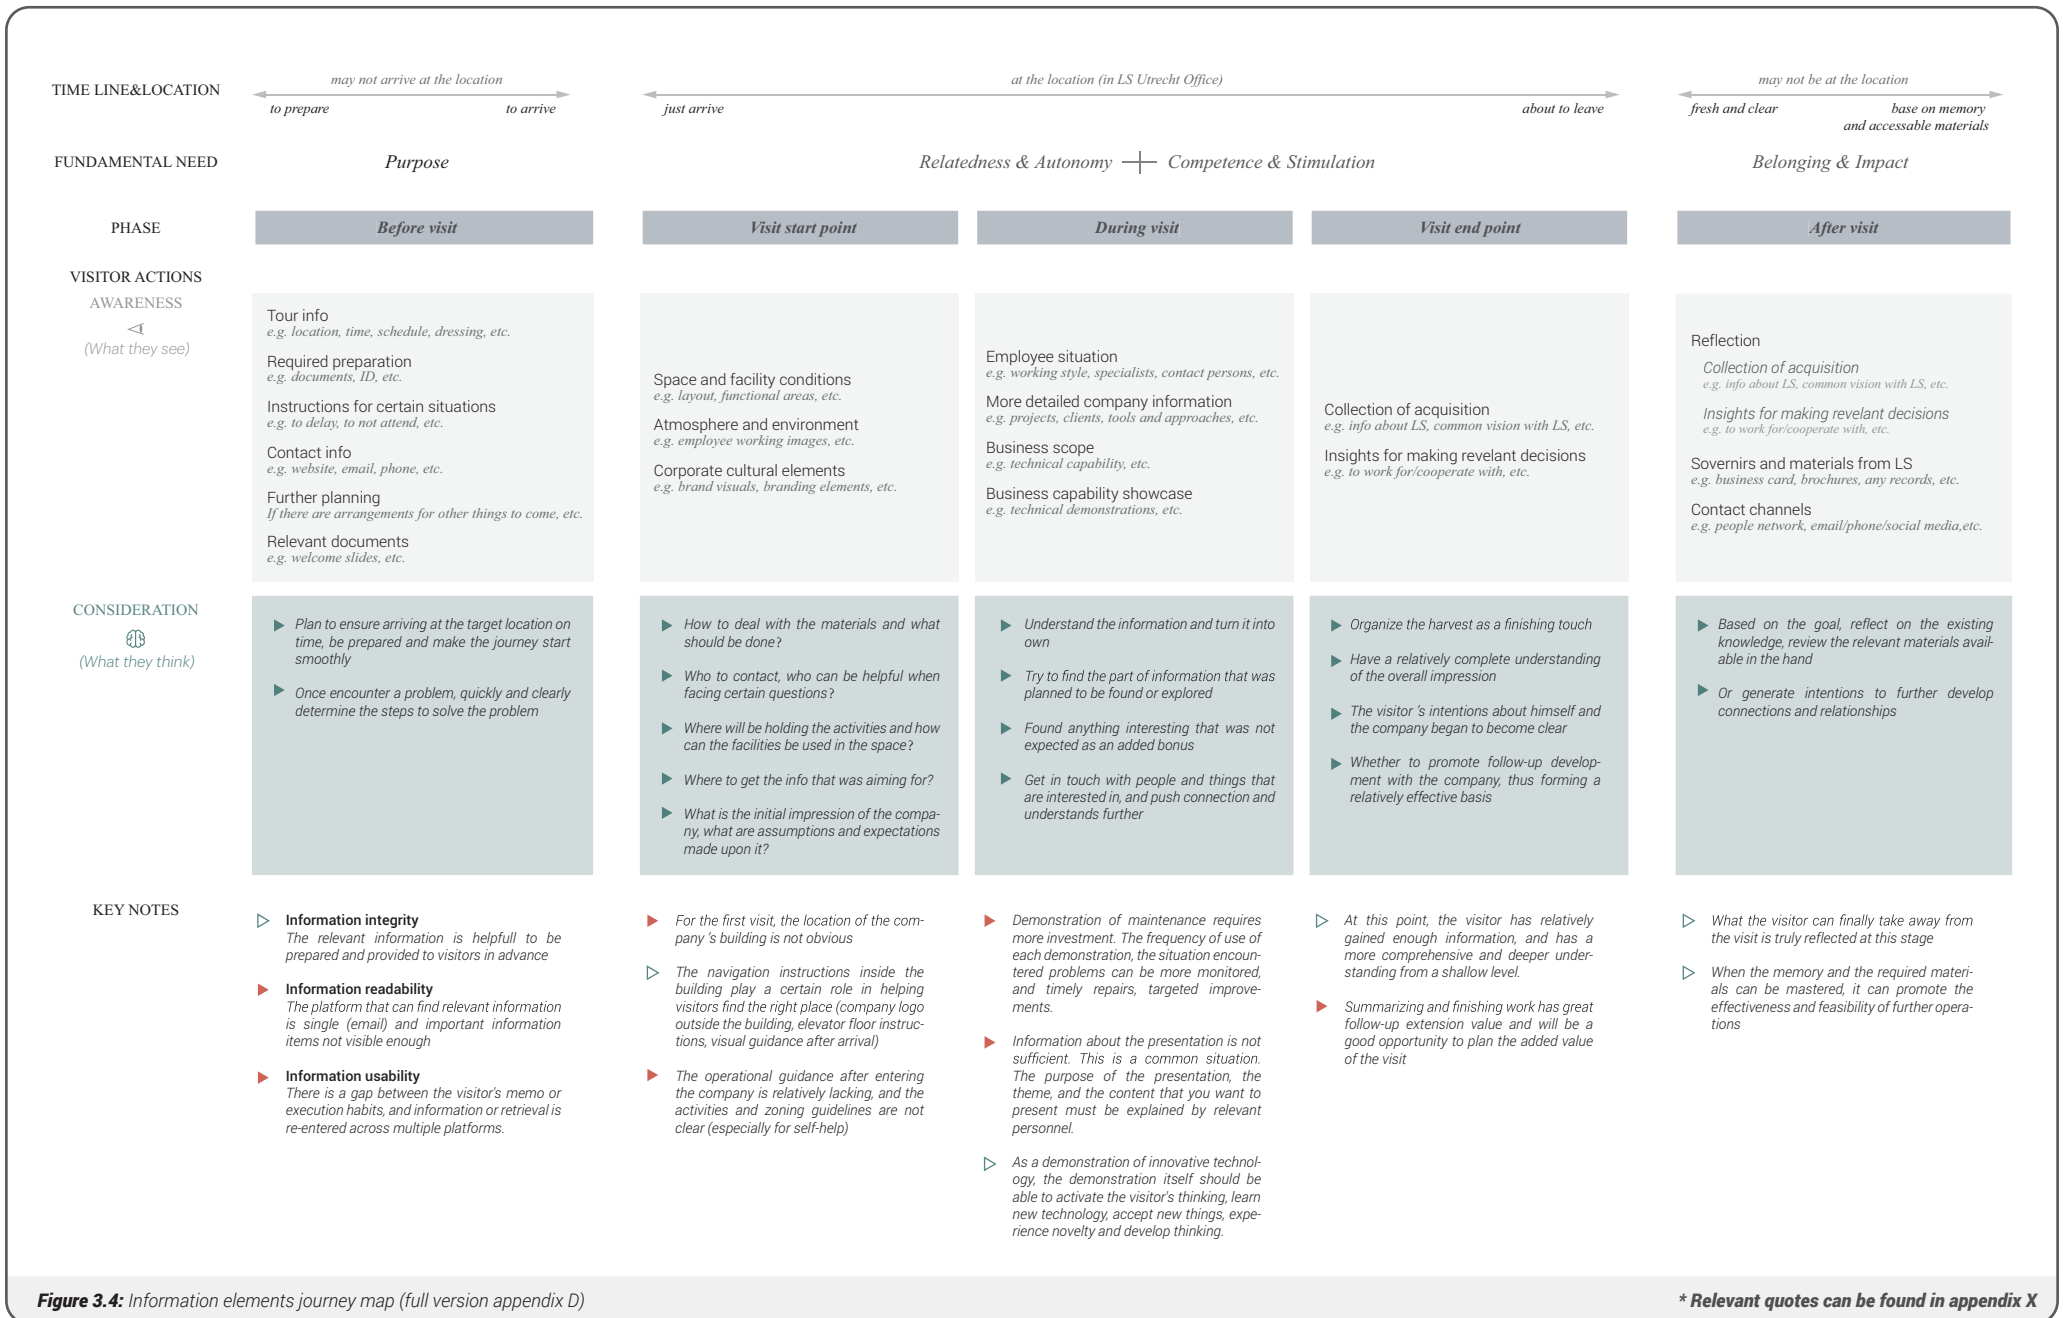 TIME LINE&LOCATION
may not arrive at the location
to prepare
to arrive
at the location (in LS Utrecht Office)
just arrive
about to leave
may not be at the location
fresh and clear
base on memory
and accessable materials
FUNDAMENTAL NEED
Purpose
Relatedness & Autonomy
Competence & Stimulation
Belonging & Impact
PHASE
Before visit
Visit start point
During visit
Visit end point
After visit
VISITOR ACTIONS
AWARENESS
(What they see)
Tour info
e.g. location, time, schedule, dressing, etc.
Required preparation
e.g. documents, ID, etc.
Instructions for certain situations
e.g. to delay, to not attend, etc.
Contact info
e.g. website, email, phone, etc.
Further planning
If there are arrangements for other things to come, etc.
Relevant documents
e.g. welcome slides, etc.
Space and facility conditions
e.g. layout, functional areas, etc.
Atmosphere and environment
e.g. employee working images, etc.
Corporate cultural elements
e.g. brand visuals, branding elements, etc.
Employee situation
e.g. working style, specialists, contact persons, etc.
More detailed company information
e.g. projects, clients, tools and approaches, etc.
Business scope
e.g. technical capability, etc.
Business capability showcase
e.g. technical demonstrations, etc.
Collection of acquisition
e.g. info about LS, common vision with LS, etc.
Insights for making revelant decisions
e.g. to work for/cooperate with, etc.
Reflection
Collection of acquisition
e.g. info about LS, common vision with LS, etc.
Insights for making revelant decisions
e.g. to work for/cooperate with, etc.
Sovernirs and materials from LS
e.g. business card, brochures, any records, etc.
Contact channels
e.g. people network, email/phone/social media,etc.
CONSIDERATION
(What they think)
Plan to ensure arriving at the target location on
time, be prepared and make the journey start
smoothly
Once encounter a problem, quickly and clearly
determine the steps to solve the problem
How to deal with the materials and what
should be done?
Who to contact, who can be helpful when
facing certain questions?
Where will be holding the activities and how
can the facilities be used in the space?
Where to get the info that was aiming for?
What is the initial impression of the compa-
ny, what are assumptions and expectations
made upon it?
Understand the information and turn it into
own
Try to find the part of information that was
planned to be found or explored
Found anything interesting that was not
expected as an added bonus
Get in touch with people and things that
are interested in, and push connection and
understands further
Organize the harvest as a finishing touch
Have a relatively complete understanding
of the overall impression
The visitor 's intentions about himself and
the company began to become clear
Whether to promote follow-up develop-
ment with the company, thus forming a
relatively effective basis
Based on the goal, reflect on the existing
knowledge, review the relevant materials avail-
able in the hand
Or generate intentions to further develop
connections and relationships
KEY NOTES
Information integrity
The relevant information is helpfull to be
prepared and provided to visitors in advance
Information readability
The platform that can find relevant information
is single (email) and important information
items not visible enough
Information usability
There is a gap between the visitor's memo or
execution habits, and information or retrieval is
re-entered across multiple platforms.
For the first visit, the location of the com-
pany 's building is not obvious
The navigation instructions inside the
building play a certain role in helping
visitors find the right place (company logo
outside the building, elevator floor instruc-
tions, visual guidance after arrival)
The operational guidance after entering
the company is relatively lacking, and the
activities and zoning guidelines are not
clear (especially for self-help)
Demonstration of maintenance requires
more investment. The frequency of use of
each demonstration, the situation encoun-
tered problems can be more monitored,
and timely repairs, targeted improve-
ments.
Information about the presentation is not
sufficient. This is a common situation.
The purpose of the presentation, the
theme, and the content that you want to
present must be explained by relevant
personnel.
As a demonstration of innovative technol-
ogy, the demonstration itself should be
able to activate the visitor's thinking, learn
new technology, accept new things, expe-
rience novelty and develop thinking.
At this point, the visitor has relatively
gained enough information, and has a
more comprehensive and deeper under-
standing from a shallow level.
Summarizing and finishing work has great
follow-up extension value and will be a
good opportunity to plan the added value
of the visit
What the visitor can finally take away from
the visit is truly reflected at this stage
When the memory and the required materi-
als can be mastered, it can promote the
effectiveness and feasibility of further opera-
tions
Figure 3.4: Information elements journey map (full version appendix D)
* Relevant quotes can be found in appendix X